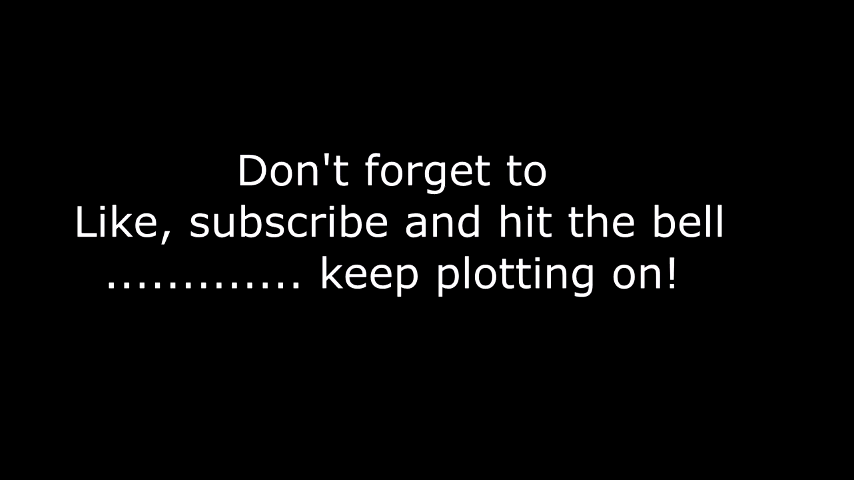 Don't forget to
Like, subscribe and hit the bell
............. keep plotting on!